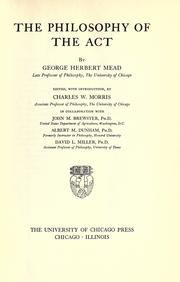 THE PHILOSOPHY OF
THE ACT
By
GEORGE HERBERT MEAD
Late Professor of Philosophy, The University of Chicago
EDITED, WITH INTRODUCTION, BY
CHARLES W. MORRIS
Associate Professor of Philosophy, The University of Chicago
IN COLLABORATION WITH
JOHN M. BREWSTER, PH.D.
United States Department of Agriculture, Washington, D.C.
ALBERT M. DUNHAM, PH.D.
Formerly Instructor in Philosophy, Howard University
DAVID L. MILLER, PH.D.
Assistant Professor of Philosophy, University of Texas
THE UNIVERSITY OF CHICAGO PRESS
CHICAGO · ILLINOIS